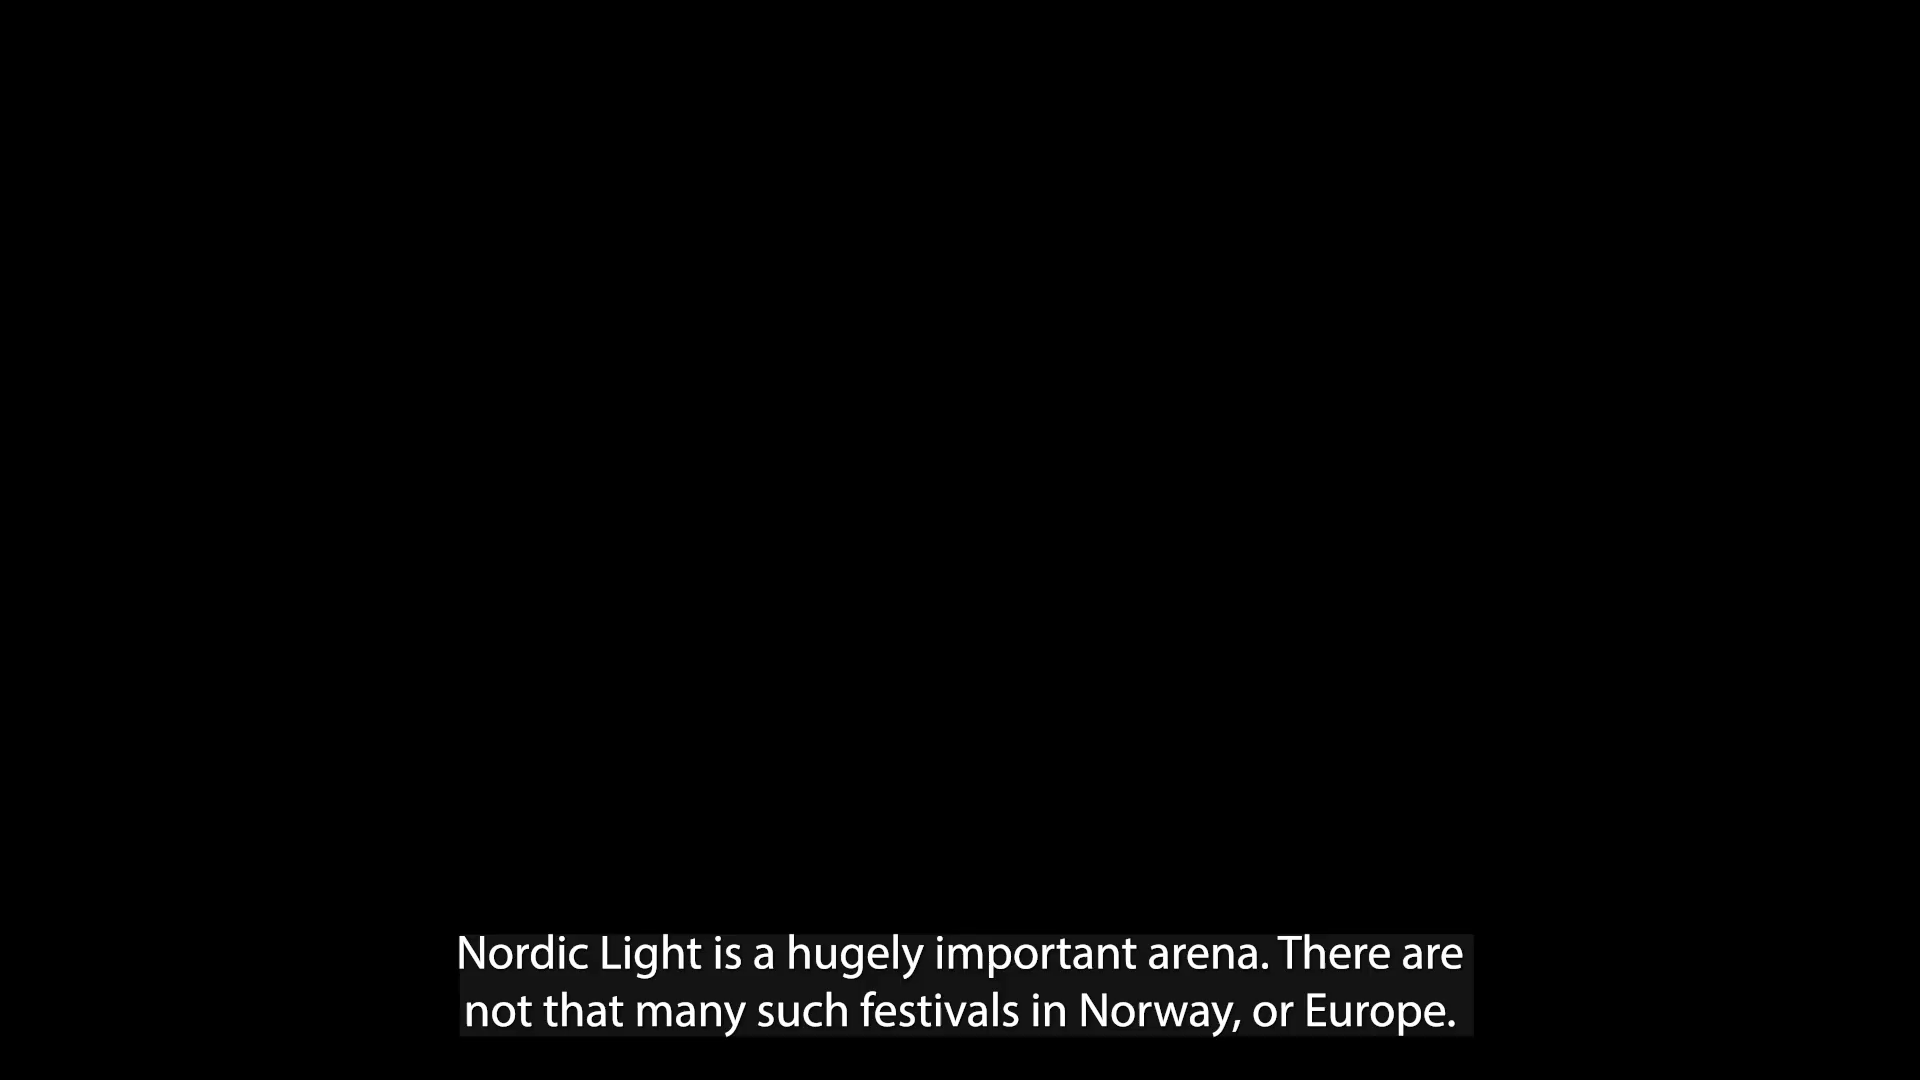 Nordic Light is a hugely important arena. There are
not that many such festivals in Norway, or Europe.